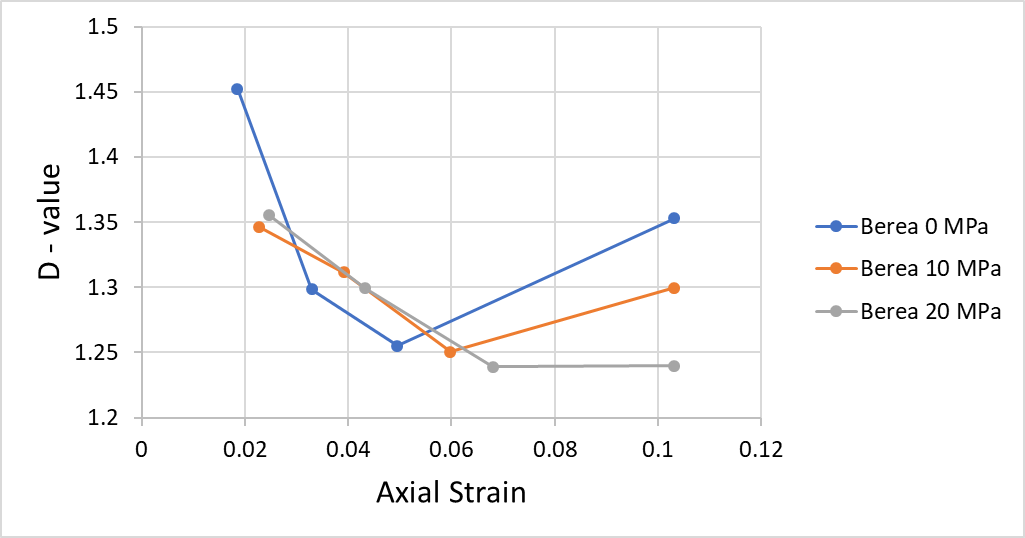 1.5
1.45
1.4
1.35
1.3
1.25
1.2
D - value
0 0.02 0.04 0.06 0.08 0.1 0.12
Axial Strain
Berea 0 MPa
Berea 10 MPa
Berea 20 MPa